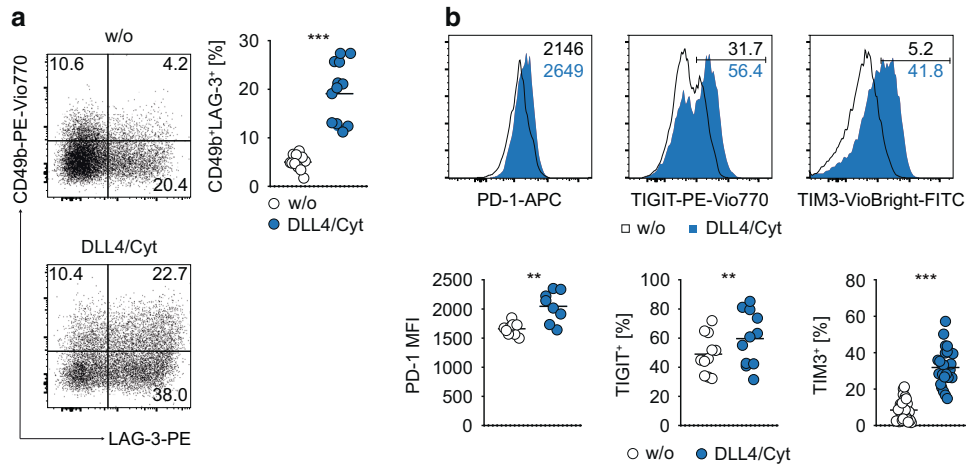 a
w/o
10.6 4.2
20.4
CD49b-PE-Vio770
DLL4/Cyt
10.4 22.7
38.0
LAG-3-PE
CD49b⁺LAG-3⁺ [%]
30
20
10
0
***
w/o
DLL4/Cyt
b
2146
2649
PD-1-APC
31.7
56.4
TIGIT-PE-Vio770
5.2
41.8
TIM3-VioBright-FITC
w/o DLL4/Cyt
PD-1 MFI
2500
2000
1500
1000
500
0
**
TIGIT⁺ [%]
100
80
60
40
20
0
**
TIM3⁺ [%]
80
60
40
20
0
***
w/o DLL4/Cyt